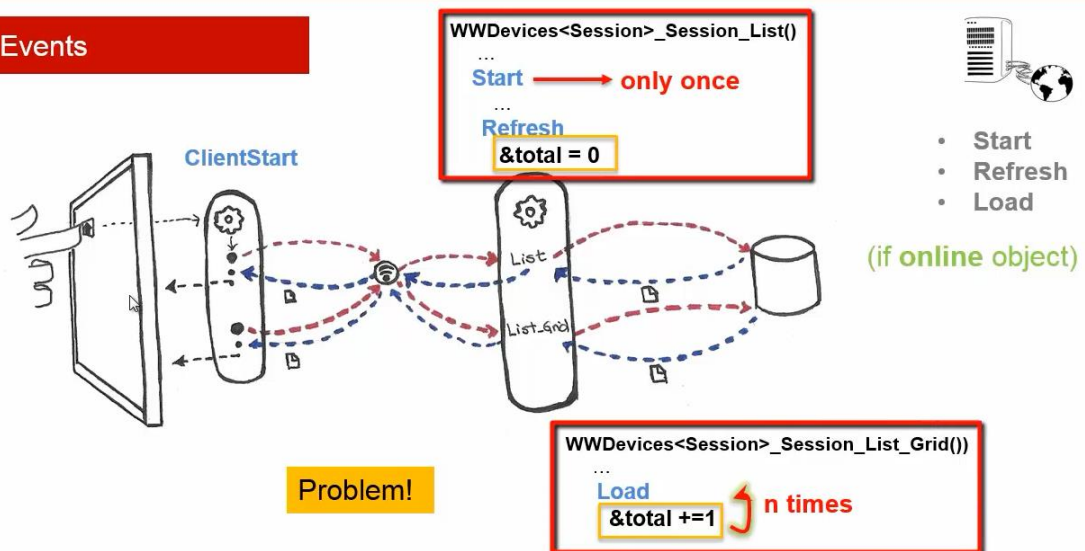 Events
WWDevices<Session>_Session_List()
...
Start
only once
...
Refresh
&total = 0
ClientStart
• Start
• Refresh
• Load
(if online object)
List
List_Grid
WWDevices<Session>_Session_List_Grid())
...
Load
&total +=1
n times
Problem!